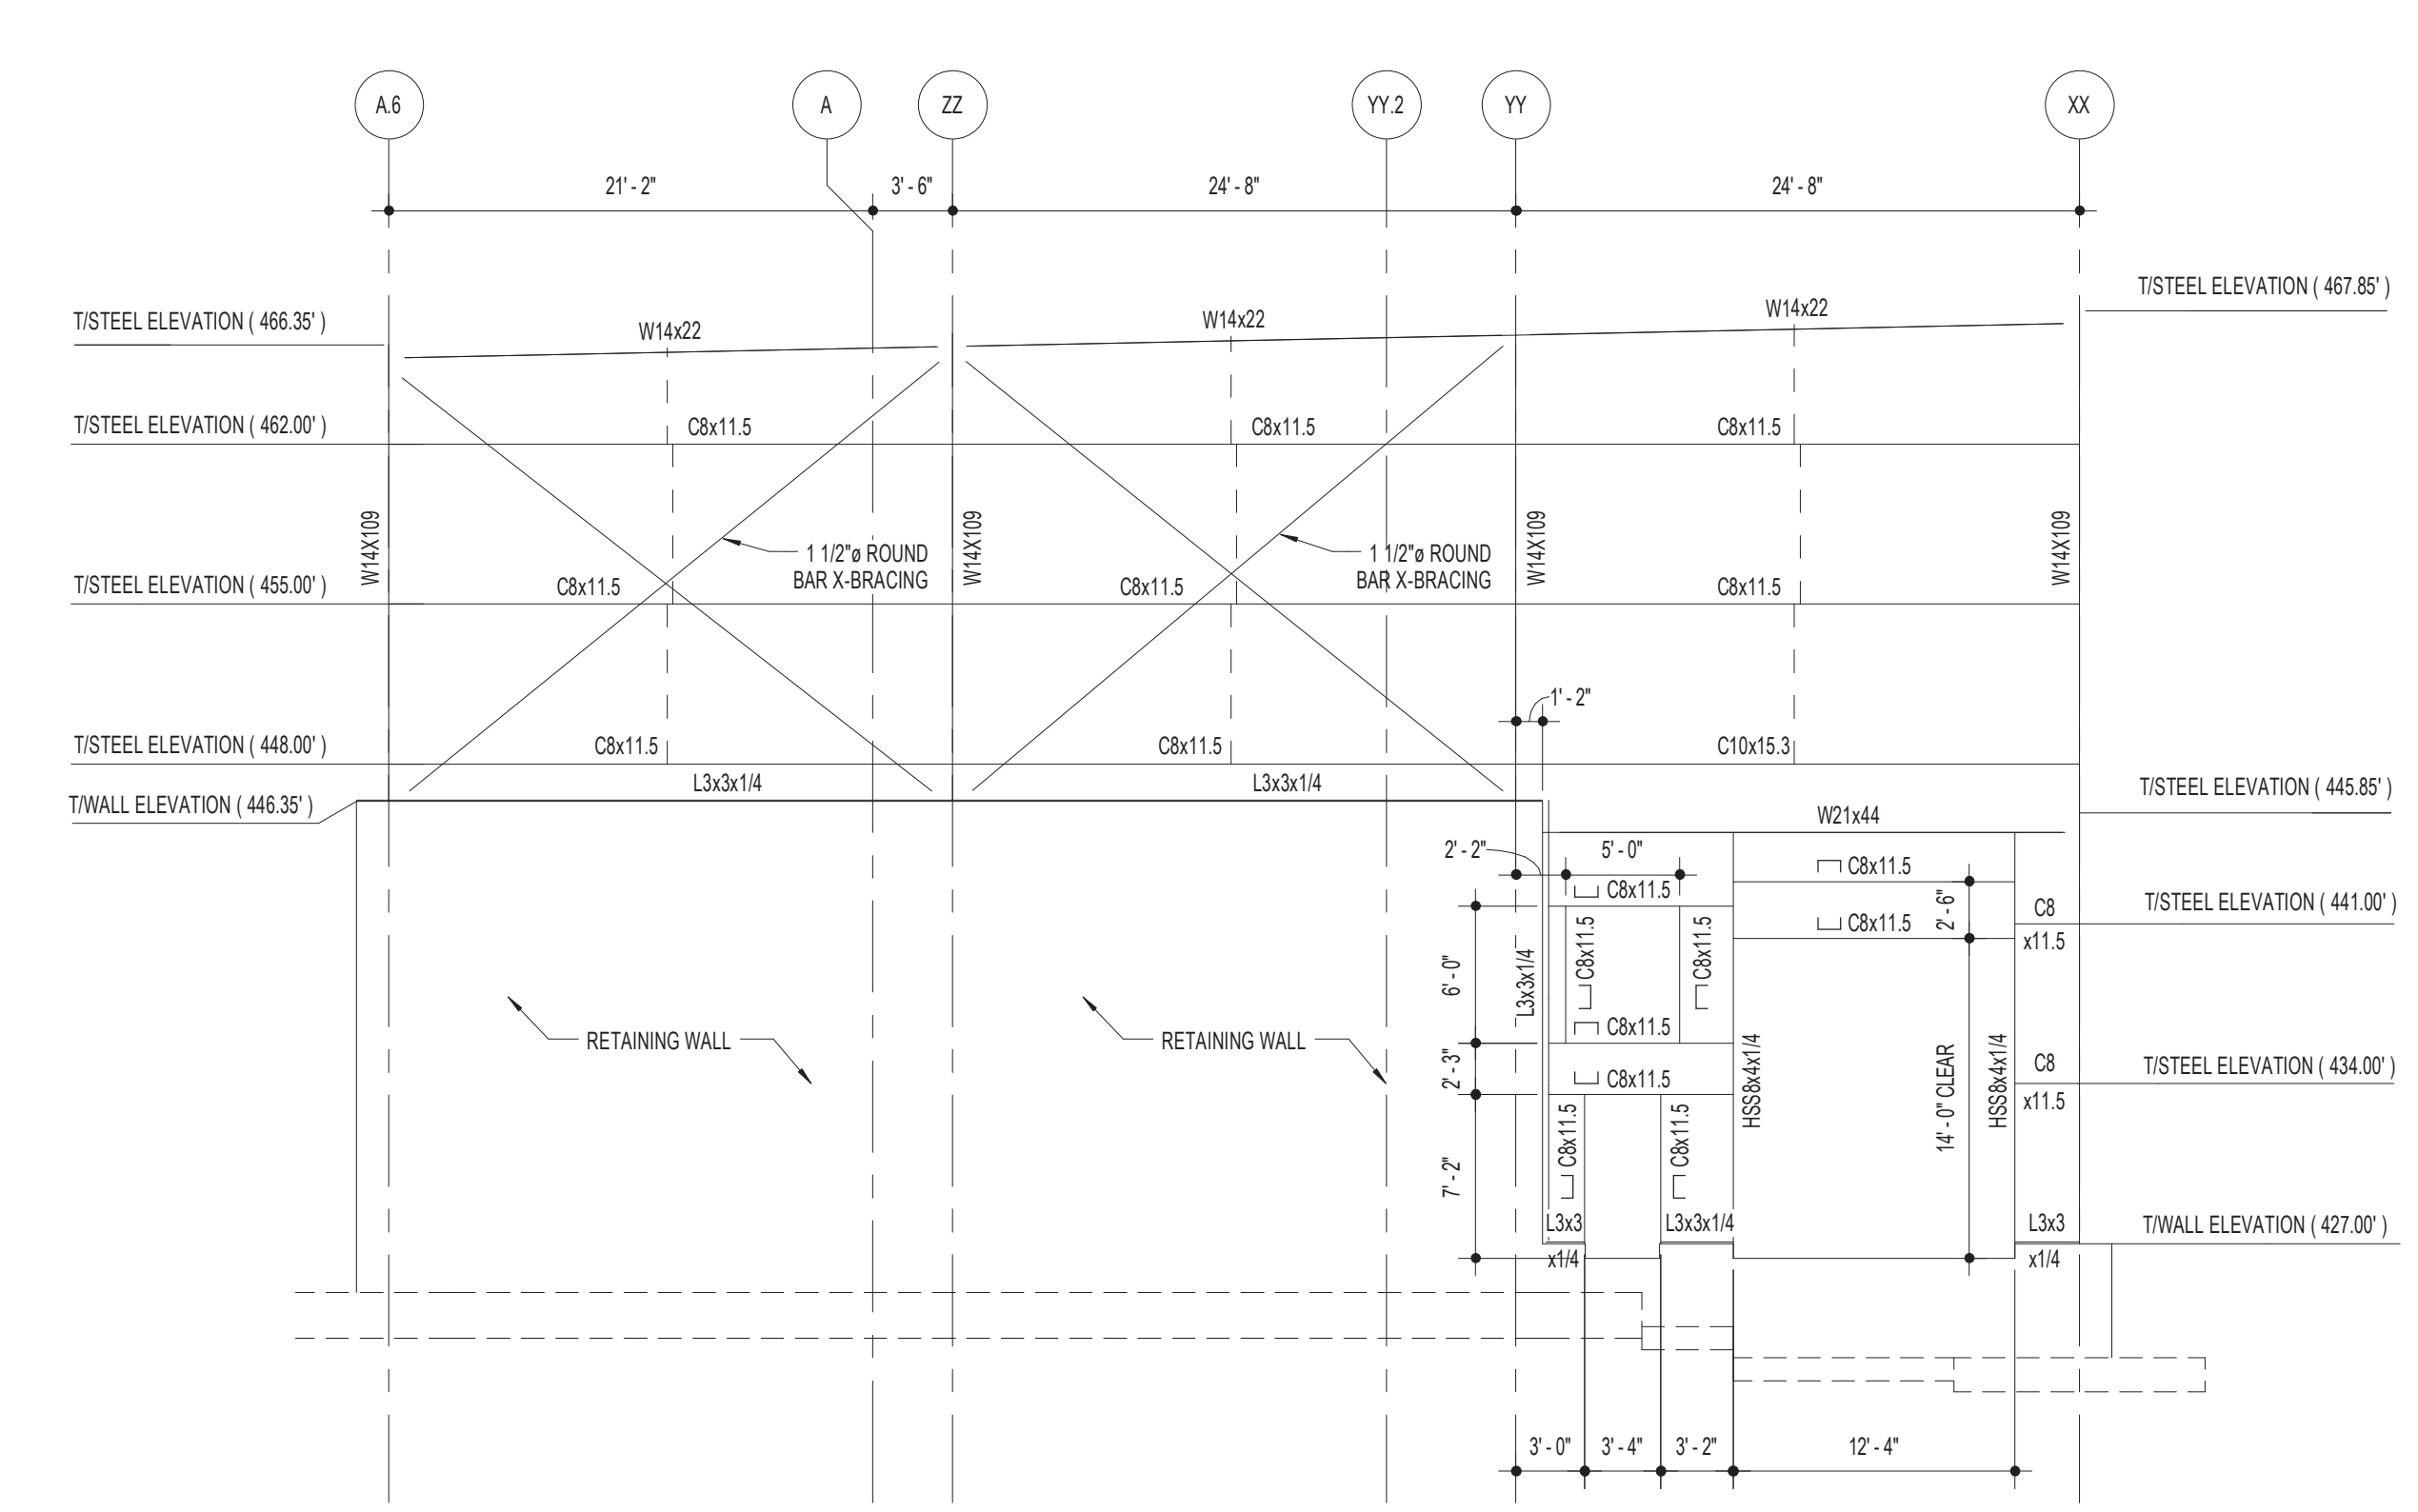 A.6
A
ZZ
YY.2
YY
XX
21' - 2"
3' - 6"
24' - 8"
24' - 8"
T/STEEL ELEVATION ( 467.85' )
T/STEEL ELEVATION ( 466.35' )
W14x22
W14x22
W14x22
T/STEEL ELEVATION ( 462.00' )
C8x11.5
C8x11.5
C8x11.5
W14X109
W14X109
W14X109
W14X109
1 1/2"ø ROUND
BAR X-BRACING
1 1/2"ø ROUND
BAR X-BRACING
T/STEEL ELEVATION ( 455.00' )
C8x11.5
C8x11.5
C8x11.5
1' - 2"
T/STEEL ELEVATION ( 448.00' )
C8x11.5
C8x11.5
C10x15.3
L3x3x1/4
L3x3x1/4
T/WALL ELEVATION ( 446.35' )
T/STEEL ELEVATION ( 445.85' )
W21x44
2' - 2"
5' - 0"
C8x11.5
C8x11.5
2' - 6"
C8x11.5
C8
x11.5
T/STEEL ELEVATION ( 441.00' )
6' - 0"
L3x3x1/4
C8x11.5
C8x11.5
C8x11.5
RETAINING WALL
RETAINING WALL
2' - 3"
C8x11.5
HSS8x4x1/4
14' - 0" CLEAR
HSS8x4x1/4
C8
x11.5
T/STEEL ELEVATION ( 434.00' )
7' - 2"
C8x11.5
C8x11.5
L3x3
x1/4
L3x3x1/4
L3x3
x1/4
T/WALL ELEVATION ( 427.00' )
3' - 0"
3' - 4"
3' - 2"
12' - 4"